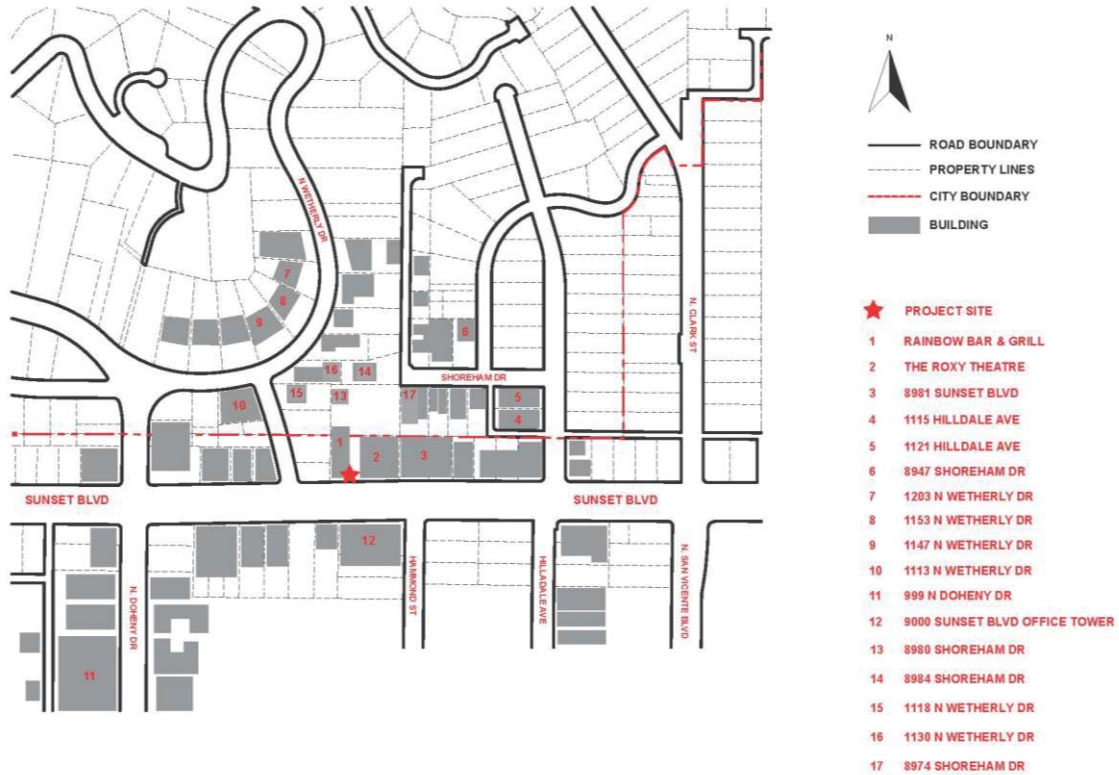 N
ROAD BOUNDARY
PROPERTY LINES
CITY BOUNDARY
BUILDING
PROJECT SITE
1 RAINBOW BAR & GRILL
2 THE ROXY THEATRE
3 8981 SUNSET BLVD
4 1115 HILLDALE AVE
5 1121 HILLDALE AVE
6 8947 SHOREHAM DR
7 1203 N WETHERLY DR
8 1153 N WETHERLY DR
9 1147 N WETHERLY DR
10 1113 N WETHERLY DR
11 999 N DOHENY DR
12 9000 SUNSET BLVD OFFICE TOWER
13 8980 SHOREHAM DR
14 8984 SHOREHAM DR
15 1118 N WETHERLY DR
16 1130 N WETHERLY DR
17 8974 SHOREHAM DR
N WETHERLY DR
7
8
9
6
N. CLARK ST
16
14
SHOREHAM DR
15
13
17
5
10
4
1
2
3
SUNSET BLVD
SUNSET BLVD
12
N. DOHENY DR
HAMMOND ST
HILLADALE AVE
N. SAN VICENTE BLVD
11